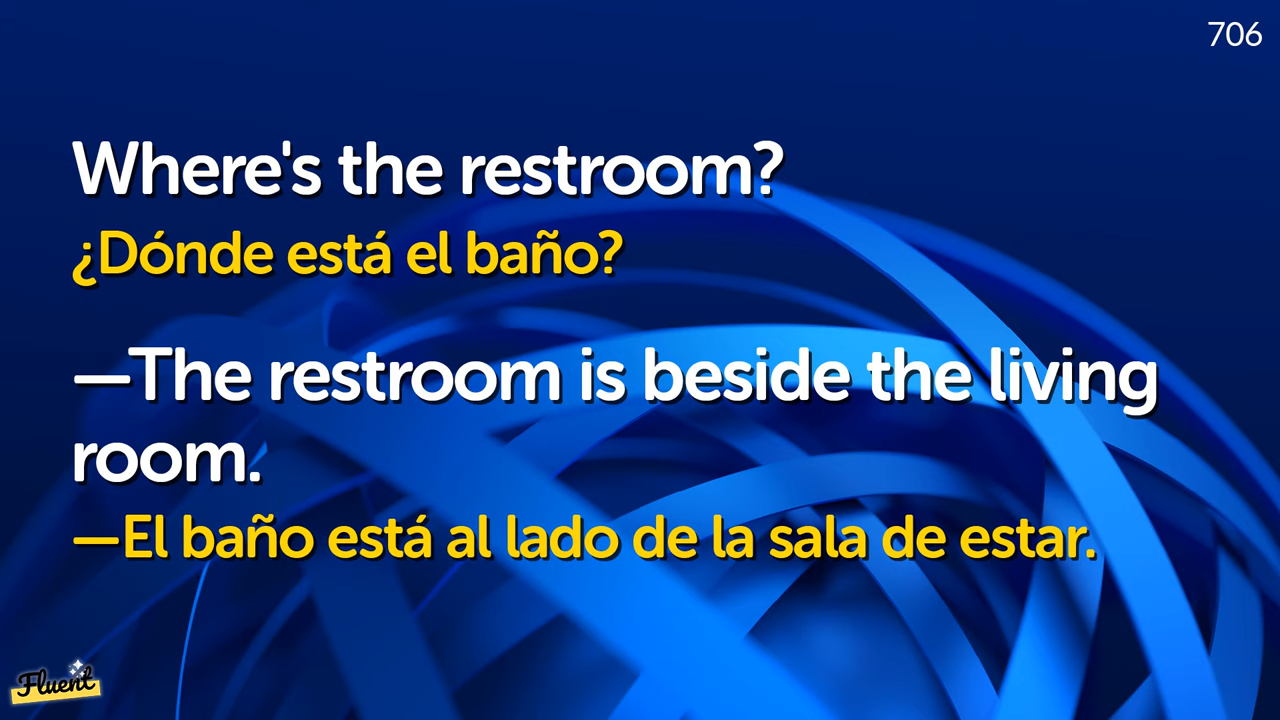 706
Where's the restroom?
¿Dónde está el baño?
—The restroom is beside the living
room.
—El baño está al lado de la sala de estar.
Fluent